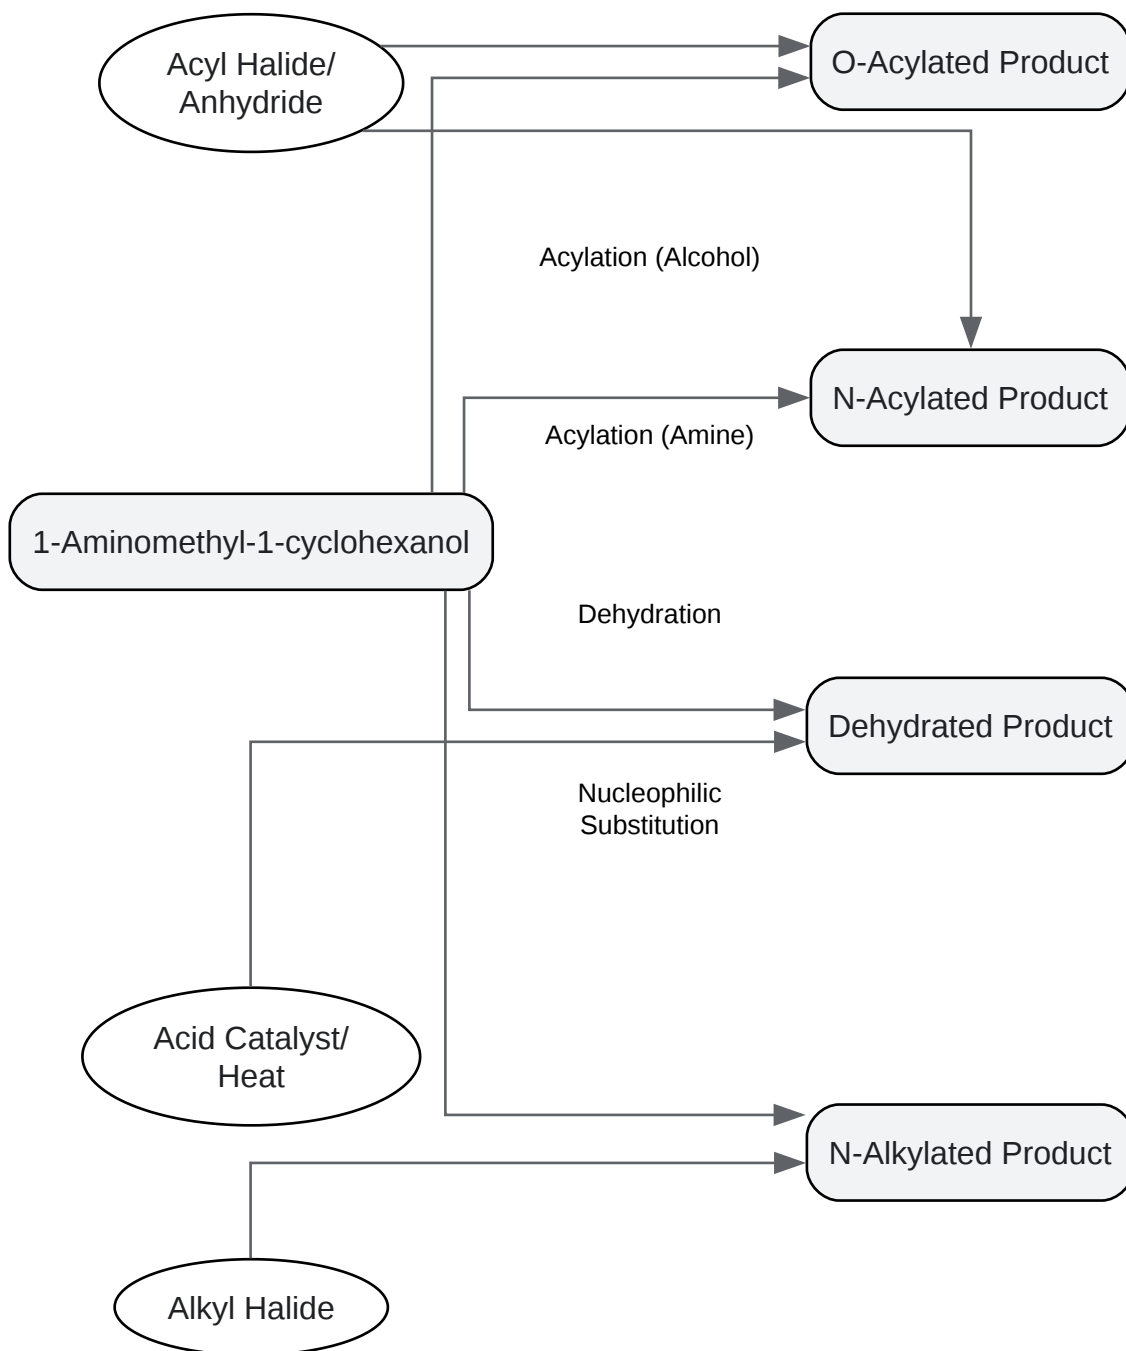 Acyl Halide/
Anhydride
O-Acylated Product
Acylation (Alcohol)
N-Acylated Product
Acylation (Amine)
1-Aminomethyl-1-cyclohexanol
Dehydration
Dehydrated Product
Nucleophilic
Substitution
Acid Catalyst/
Heat
N-Alkylated Product
Alkyl Halide